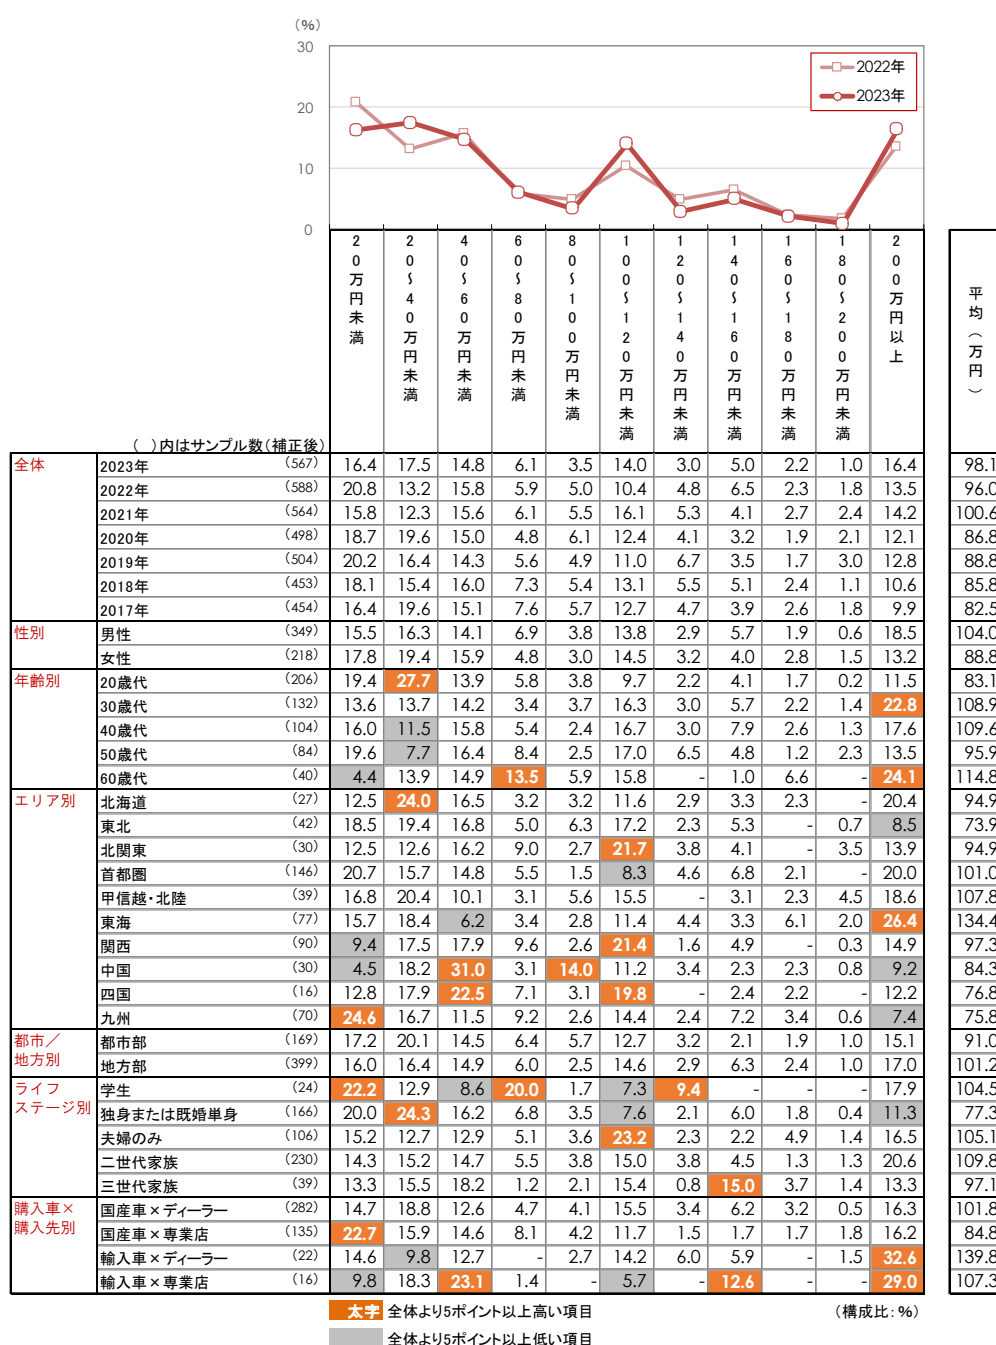 （%）
30
20
10
0
2022年
2023年
20万円未満
20〜40万円未満
40〜60万円未満
60〜80万円未満
80〜100万円未満
100〜120万円未満
120〜140万円未満
140〜160万円未満
160〜180万円未満
180〜200万円未満
200万円以上
平均（万円）
（　）内はサンプル数（補正後）
全体 2023年 (567) 16.4 17.5 14.8 6.1 3.5 14.0 3.0 5.0 2.2 1.0 16.4 98.1
2022年 (588) 20.8 13.2 15.8 5.9 5.0 10.4 4.8 6.5 2.3 1.8 13.5 96.0
2021年 (564) 15.8 12.3 15.6 6.1 5.5 16.1 5.3 4.1 2.7 2.4 14.2 100.6
2020年 (498) 18.7 19.6 15.0 4.8 6.1 12.4 4.1 3.2 1.9 2.1 12.1 86.8
2019年 (504) 20.2 16.4 14.3 5.6 4.9 11.0 6.7 3.5 1.7 3.0 12.8 88.8
2018年 (453) 18.1 15.4 16.0 7.3 5.4 13.1 5.5 5.1 2.4 1.1 10.6 85.8
2017年 (454) 16.4 19.6 15.1 7.6 5.7 12.7 4.7 3.9 2.6 1.8 9.9 82.5
性別 男性 (349) 15.5 16.3 14.1 6.9 3.8 13.8 2.9 5.7 1.9 0.6 18.5 104.0
女性 (218) 17.8 19.4 15.9 4.8 3.0 14.5 3.2 4.0 2.8 1.5 13.2 88.8
年齢別 20歳代 (206) 19.4 27.7 13.9 5.8 3.8 9.7 2.2 4.1 1.7 0.2 11.5 83.1
30歳代 (132) 13.6 13.7 14.2 3.4 3.7 16.3 3.0 5.7 2.2 1.4 22.8 108.9
40歳代 (104) 16.0 11.5 15.8 5.4 2.4 16.7 3.0 7.9 2.6 1.3 17.6 109.6
50歳代 (84) 19.6 7.7 16.4 8.4 2.5 17.0 6.5 4.8 1.2 2.3 13.5 95.9
60歳代 (40) 4.4 13.9 14.9 13.5 5.9 15.8 - 1.0 6.6 - 24.1 114.8
エリア別 北海道 (27) 12.5 24.0 16.5 3.2 3.2 11.6 2.9 3.3 2.3 - 20.4 94.9
東北 (42) 18.5 19.4 16.8 5.0 6.3 17.2 2.3 5.3 - 0.7 8.5 73.9
北関東 (30) 12.5 12.6 16.2 9.0 2.7 21.7 3.8 4.1 - 3.5 13.9 94.9
首都圏 (146) 20.7 15.7 14.8 5.5 1.5 8.3 4.6 6.8 2.1 - 20.0 101.0
甲信越・北陸 (39) 16.8 20.4 10.1 3.1 5.6 15.5 - 3.1 2.3 4.5 18.6 107.8
東海 (77) 15.7 18.4 6.2 3.4 2.8 11.4 4.4 3.3 6.1 2.0 26.4 134.4
関西 (90) 9.4 17.5 17.9 9.6 2.6 21.4 1.6 4.9 - 0.3 14.9 97.3
中国 (30) 4.5 18.2 31.0 3.1 14.0 11.2 3.4 2.3 2.3 0.8 9.2 84.3
四国 (16) 12.8 17.9 22.5 7.1 3.1 19.8 - 2.4 2.2 - 12.2 76.8
九州 (70) 24.6 16.7 11.5 9.2 2.6 14.4 2.4 7.2 3.4 0.6 7.4 75.8
都市／ 都市部 (169) 17.2 20.1 14.5 6.4 5.7 12.7 3.2 2.1 1.9 1.0 15.1 91.0
地方別 地方部 (399) 16.0 16.4 14.9 6.0 2.5 14.6 2.9 6.3 2.4 1.0 17.0 101.2
ライフ 学生 (24) 22.2 12.9 8.6 20.0 1.7 7.3 9.4 - - - 17.9 104.5
ステージ別 独身または既婚単身 (166) 20.0 24.3 16.2 6.8 3.5 7.6 2.1 6.0 1.8 0.4 11.3 77.3
夫婦のみ (106) 15.2 12.7 12.9 5.1 3.6 23.2 2.3 2.2 4.9 1.4 16.5 105.1
二世代家族 (230) 14.3 15.2 14.7 5.5 3.8 15.0 3.8 4.5 1.3 1.3 20.6 109.8
三世代家族 (39) 13.3 15.5 18.2 1.2 2.1 15.4 0.8 15.0 3.7 1.4 13.3 97.1
購入車× 国産車×ディーラー (282) 14.7 18.8 12.6 4.7 4.1 15.5 3.4 6.2 3.2 0.5 16.3 101.8
購入先別 国産車×専業店 (135) 22.7 15.9 14.6 8.1 4.2 11.7 1.5 1.7 1.7 1.8 16.2 84.8
輸入車×ディーラー (22) 14.6 9.8 12.7 - 2.7 14.2 6.0 5.9 - 1.5 32.6 139.8
輸入車×専業店 (16) 9.8 18.3 23.1 1.4 - 5.7 - 12.6 - - 29.0 107.3
太字 全体より5ポイント以上高い項目 （構成比：%）
全体より5ポイント以上低い項目